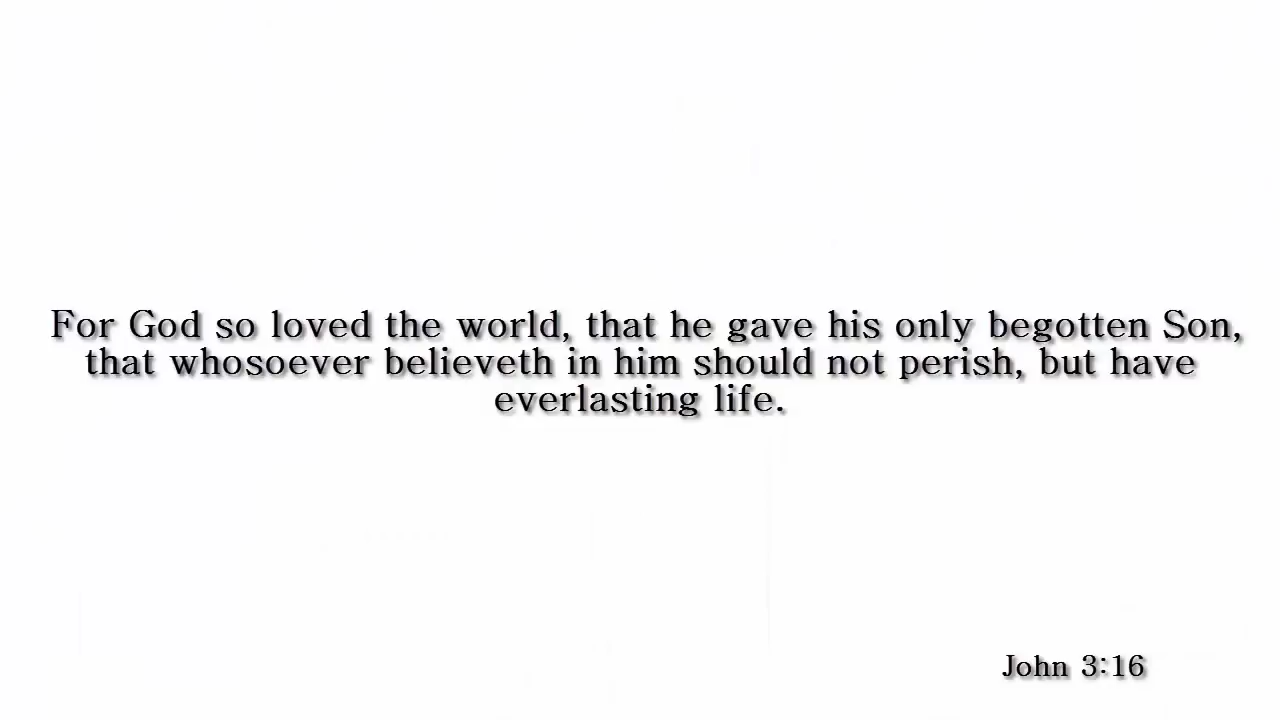 For God so loved the world, that he gave his only begotten Son,
that whosoever believeth in him should not perish, but have
everlasting life.
John 3:16